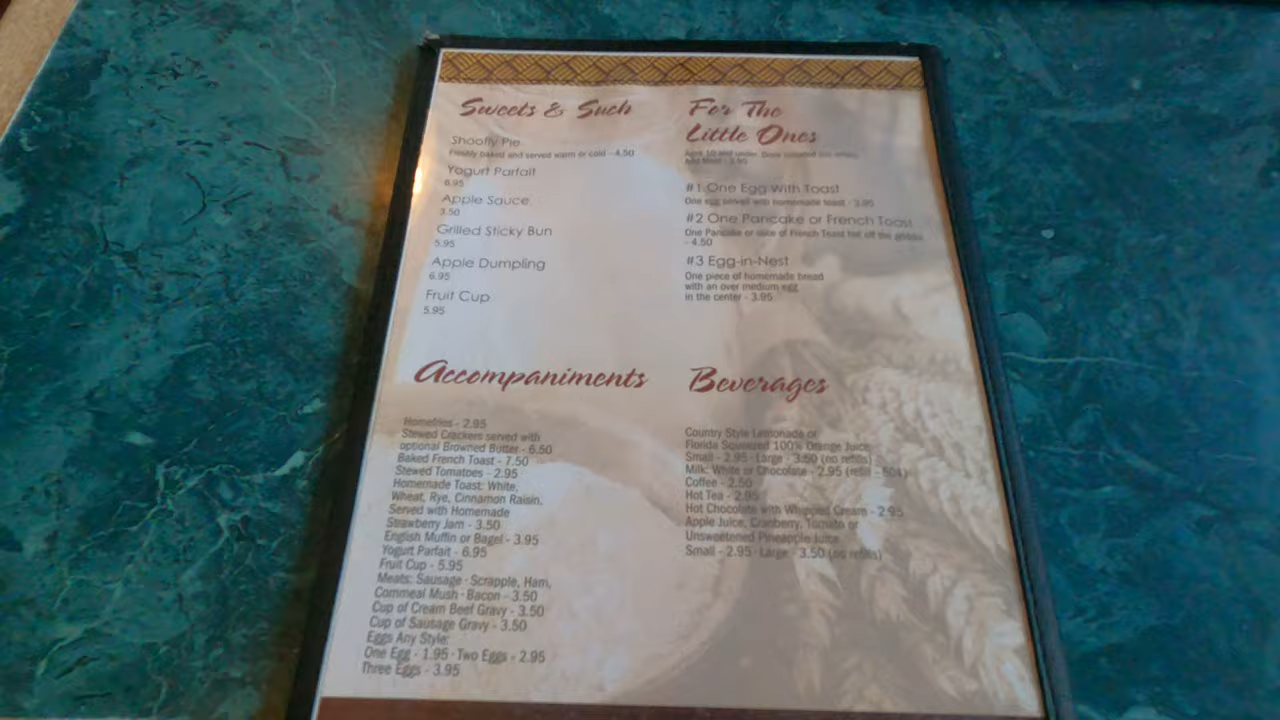 Sweets & Such
Shoofly Pie
Freshly baked and served warm or cold - 4.50
Yogurt Parfait
6.95
Apple Sauce
3.50
Grilled Sticky Bun
5.95
Apple Dumpling
6.95
Fruit Cup
5.95
For The
Little Ones
Ages 10 and under.
Add Meat - 3.50
#1 One Egg with Toast
One egg served with homemade toast - 3.95
#2 One Pancake or French Toast
One Pancake or slice of French Toast hot off the griddle
- 4.50
#3 Egg-in-Nest
One piece of homemade bread
with an over medium egg
in the center - 3.95
Accompaniments
Homefries - 2.95
Stewed Crackers served with
optional Browned Butter - 6.50
Baked French Toast - 7.50
Stewed Tomatoes - 2.95
Homemade Toast: White,
Wheat, Rye, Cinnamon Raisin,
Served with Homemade
Strawberry Jam - 3.50
English Muffin or Bagel - 3.95
Yogurt Parfait - 6.95
Fruit Cup - 5.95
Meats: Sausage · Scrapple, Ham,
Cornmeal Mush · Bacon - 3.50
Cup of Cream Beef Gravy - 3.50
Cup of Sausage Gravy - 3.50
Eggs Any Style:
One Egg - 1.95 · Two Eggs - 2.95
Three Eggs - 3.95
Beverages
Country Style Lemonade or
Florida Squeezed 100% Orange Juice
Small - 2.95 · Large - 3.50 (no refills)
Milk: White or Chocolate - 2.95 (refill - 50¢)
Coffee - 2.50
Hot Tea - 2.95
Hot Chocolate with Whipped Cream - 2.95
Apple Juice, Cranberry, Tomato or
Unsweetened Pineapple Juice
Small - 2.95 · Large - 3.50 (no refills)